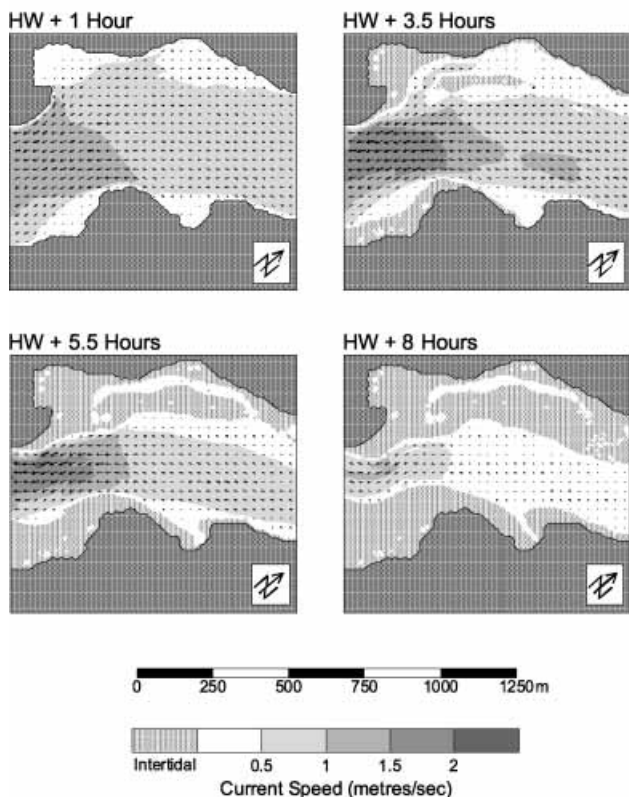 HW + 1 Hour
HW + 3.5 Hours
HW + 5.5 Hours
HW + 8 Hours
0 250 500 750 1000 1250m
Intertidal 0.5 1 1.5 2
Current Speed (metres/sec)